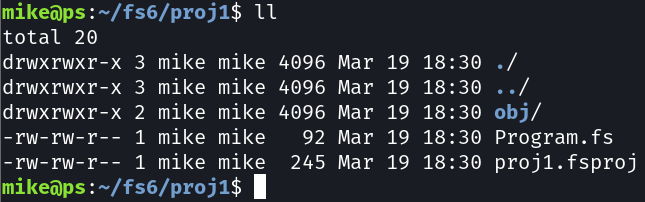 mike@ps:~/fs6/proj1$ ll
total 20
drwxrwxr-x 3 mike mike 4096 Mar 19 18:30 ./
drwxrwxr-x 3 mike mike 4096 Mar 19 18:30 ../
drwxrwxr-x 2 mike mike 4096 Mar 19 18:30 obj/
-rw-rw-r-- 1 mike mike   92 Mar 19 18:30 Program.fs
-rw-rw-r-- 1 mike mike  245 Mar 19 18:30 proj1.fsproj
mike@ps:~/fs6/proj1$